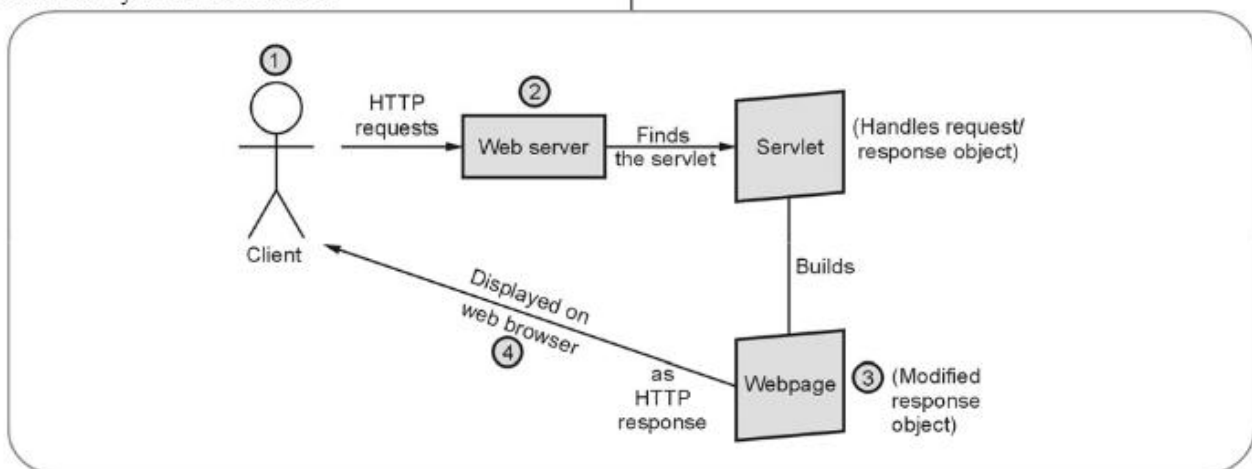 1
Client
HTTP
requests
2
Web server
Finds
the servlet
Servlet
(Handles request/
response object)
Builds
Webpage
3
(Modified
response
object)
as
HTTP
response
Displayed on
web browser
4